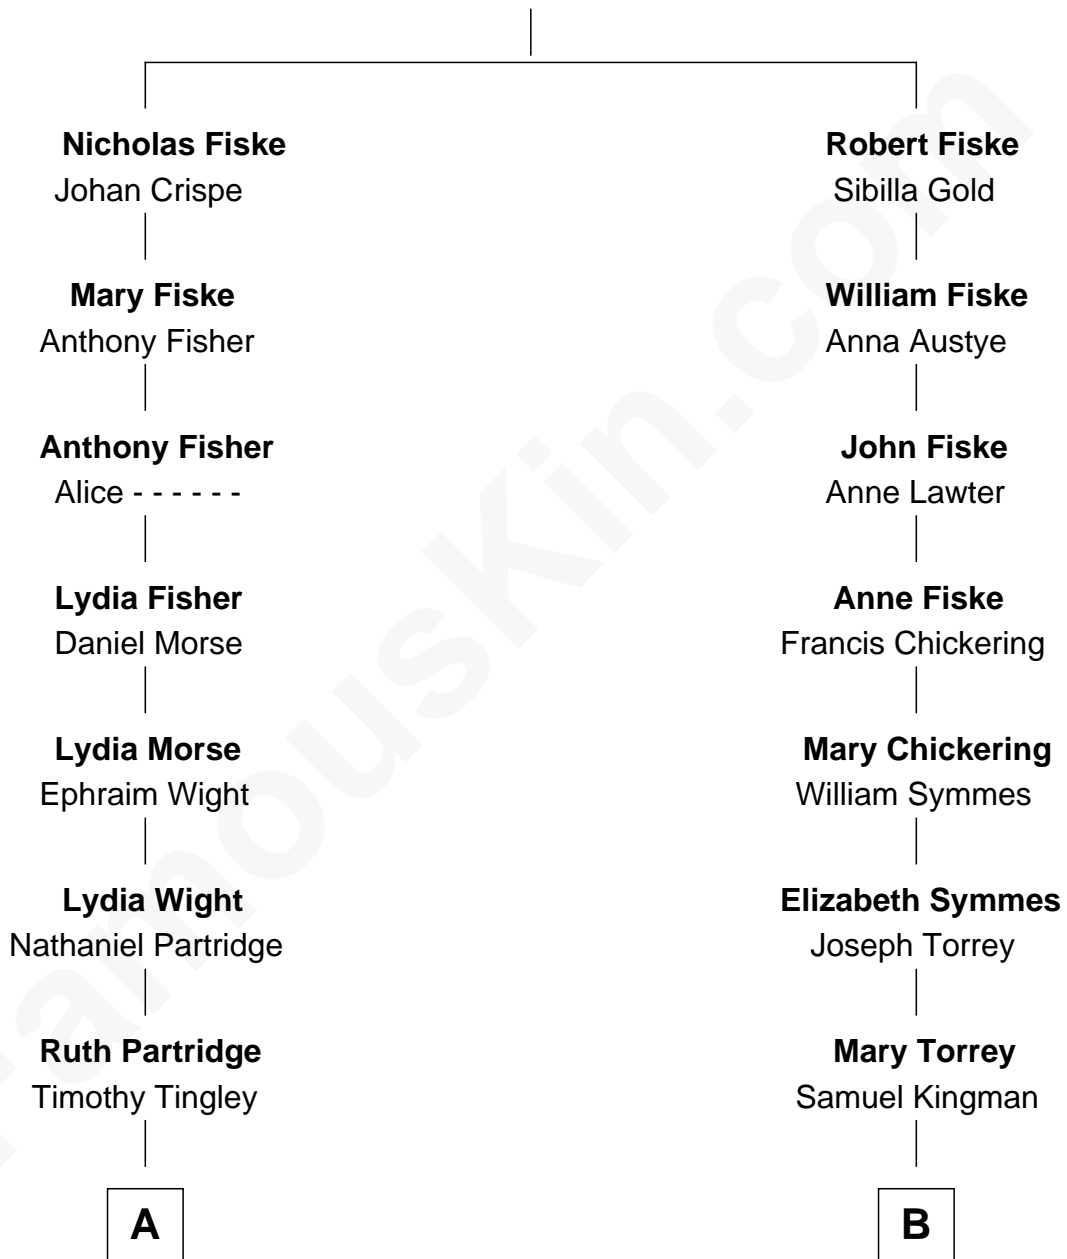 Nicholas Fiske
Johan Crispe
Mary Fiske
Anthony Fisher
Anthony Fisher
Alice - - - - - -
Lydia Fisher
Daniel Morse
Lydia Morse
Ephraim Wight
Lydia Wight
Nathaniel Partridge
Ruth Partridge
Timothy Tingley
A
Robert Fiske
Sibilla Gold
William Fiske
Anna Austye
John Fiske
Anne Lawter
Anne Fiske
Francis Chickering
Mary Chickering
William Symmes
Elizabeth Symmes
Joseph Torrey
Mary Torrey
Samuel Kingman
B
FamousKin.com